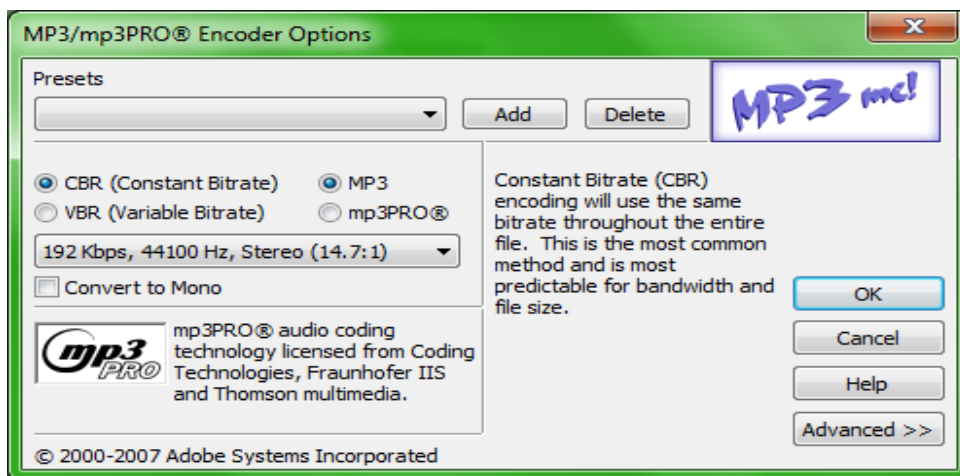 MP3/mp3PRO® Encoder Options
Presets
Add
Delete
MP3 me!
CBR (Constant Bitrate)
MP3
VBR (Variable Bitrate)
mp3PRO®
192 Kbps, 44100 Hz, Stereo (14.7:1)
Convert to Mono
Constant Bitrate (CBR)
encoding will use the same
bitrate throughout the entire
file. This is the most common
method and is most
predictable for bandwidth and
file size.
mp3
PRO
mp3PRO® audio coding
technology licensed from Coding
Technologies, Fraunhofer IIS
and Thomson multimedia.
OK
Cancel
Help
Advanced >>
© 2000-2007 Adobe Systems Incorporated